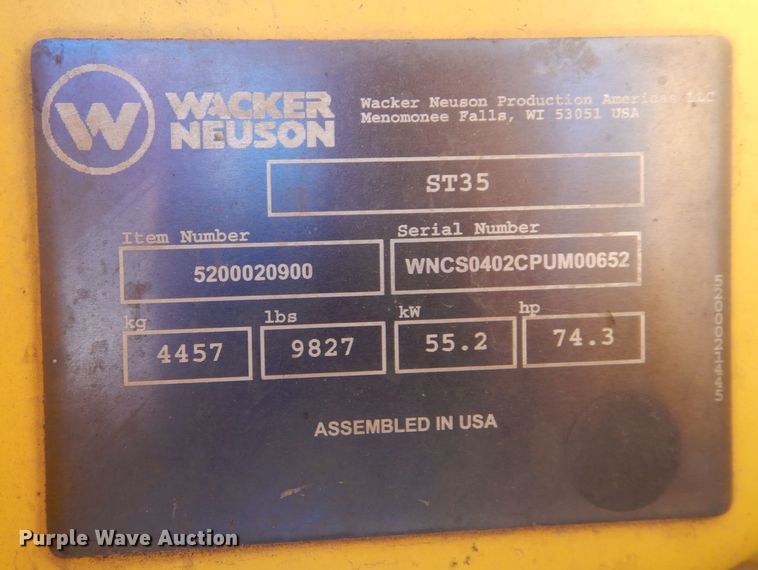 W
WACKER
NEUSON
Wacker Neuson Production Americas LLC
Menomonee Falls, WI 53051 USA
ST35
Item Number
Serial Number
5200020900
WNCS0402CPUM00652
kg
lbs
kW
hp
4457
9827
55.2
74.3
ASSEMBLED IN USA
5200021445
Purple Wave Auction